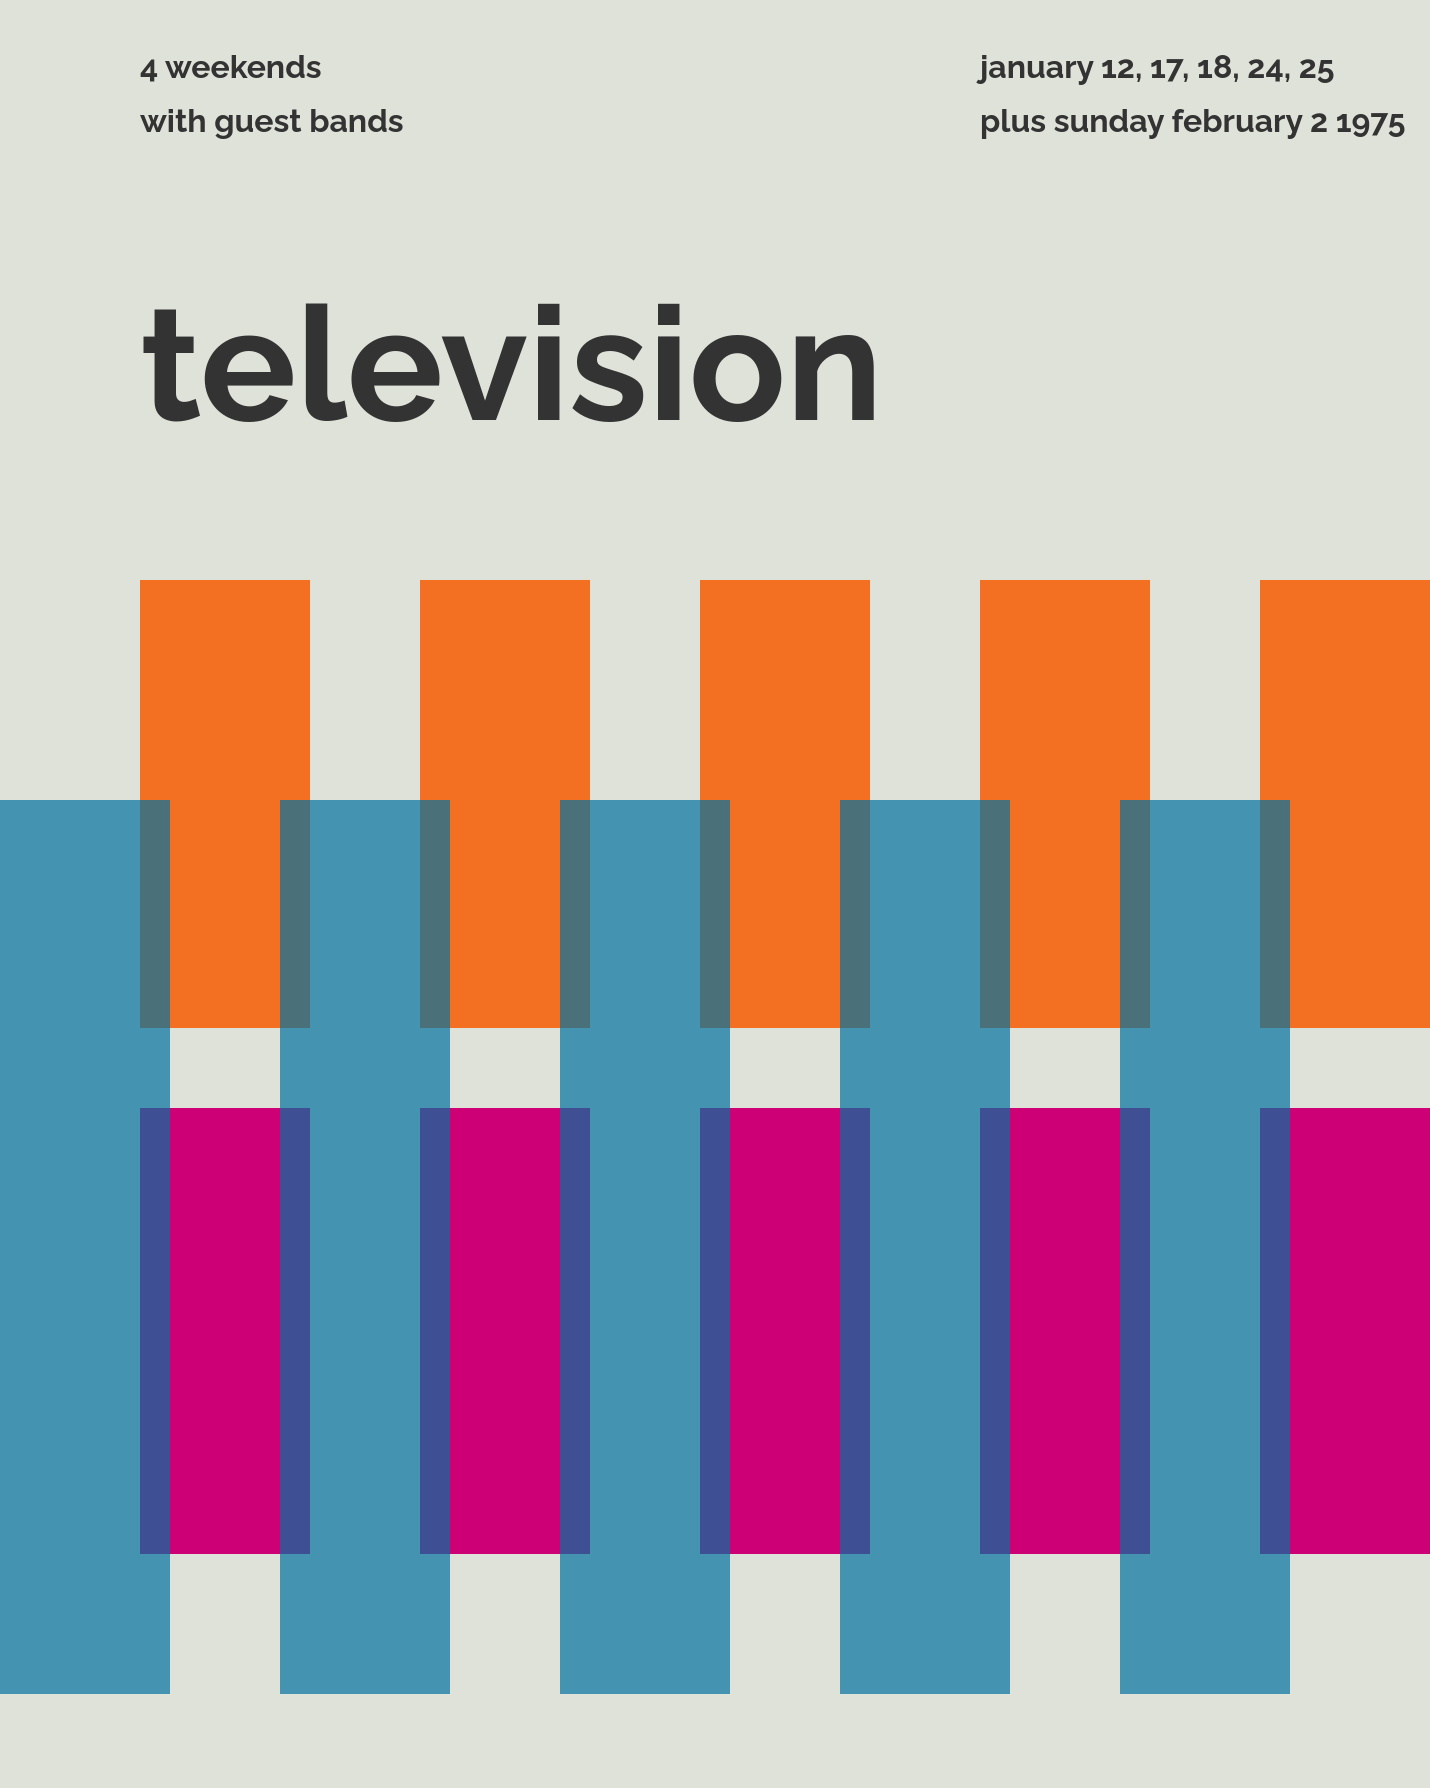 4 weekends
with guest bands
january 12, 17, 18, 24, 25
plus sunday february 2 1975
television